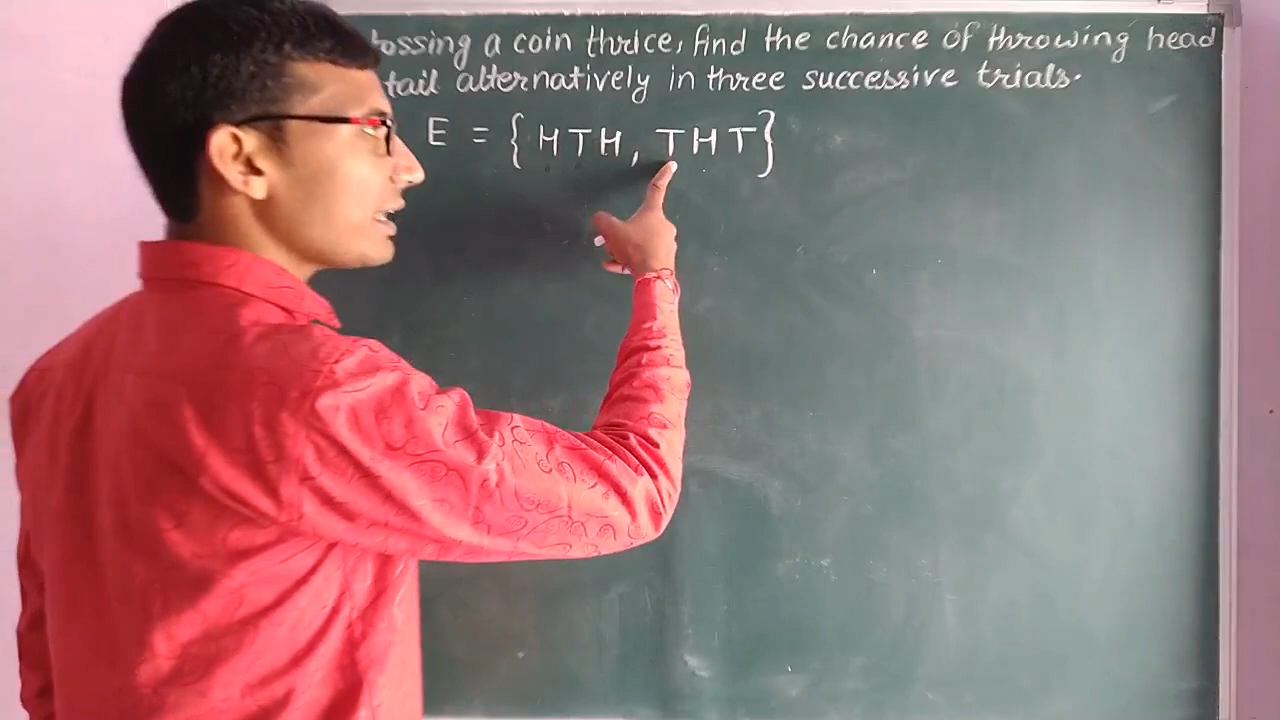 tossing a coin thrice, find the chance of throwing head
tail alternatively in three successive trials.
E = {HTH, THT}